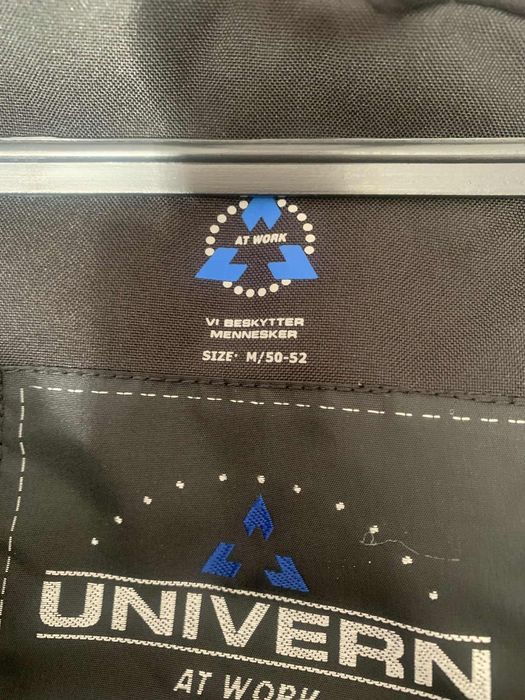 AT WORK
VI BESKYTTER
MENNESKER
SIZE: M/50-52
UNIVERN
AT WORK